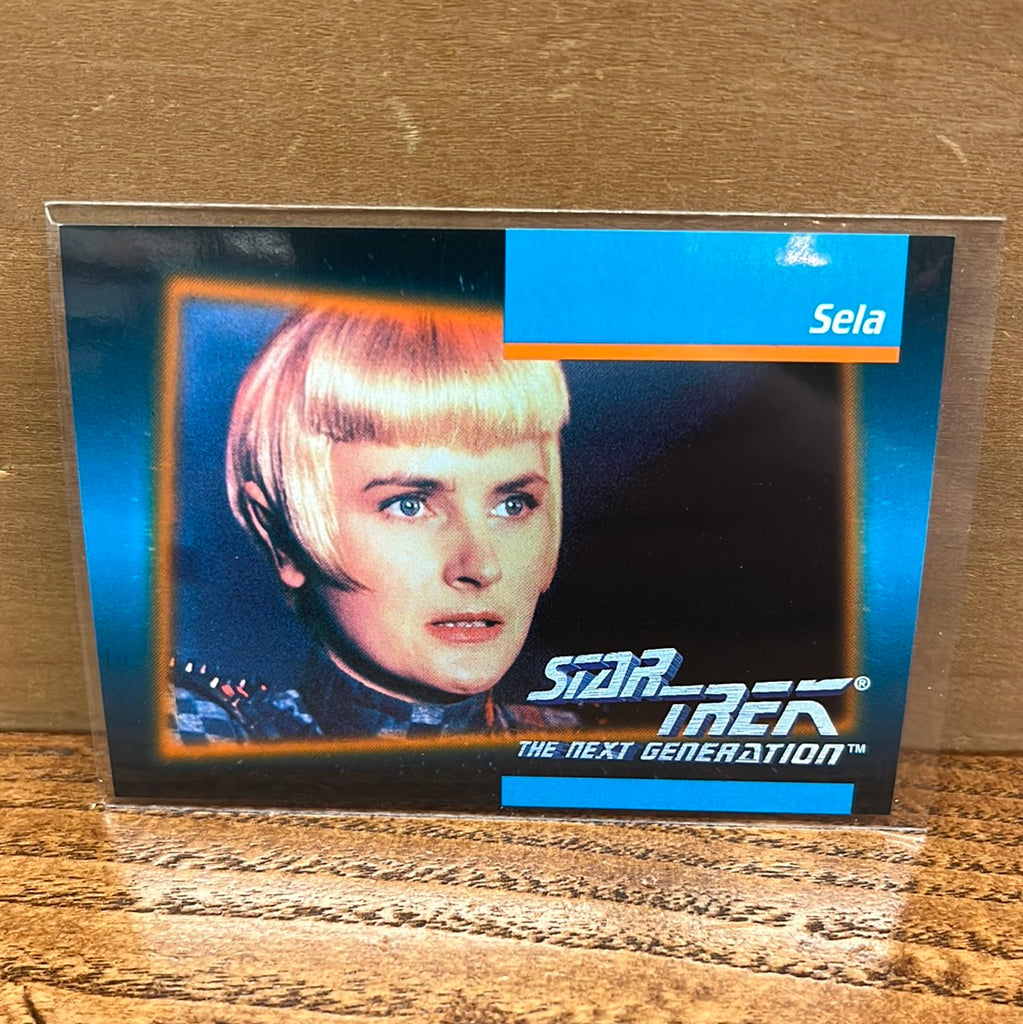 Sela
STAR
TREK®
THE NEXT GENERATION™